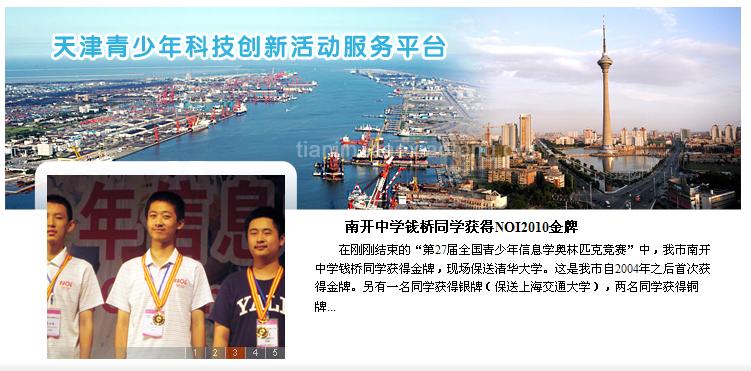 天津青少年科技创新活动服务平台
年信息
NOI
YALE
1 2 3 4 5
南开中学钱桥同学获得NOI2010金牌
在刚刚结束的“第27届全国青少年信息学奥林匹克竞赛”中，我市南开
中学钱桥同学获得金牌，现场保送清华大学。这是我市自2004年之后首次获
得金牌。另有一名同学获得银牌（保送上海交通大学），两名同学获得铜
牌...